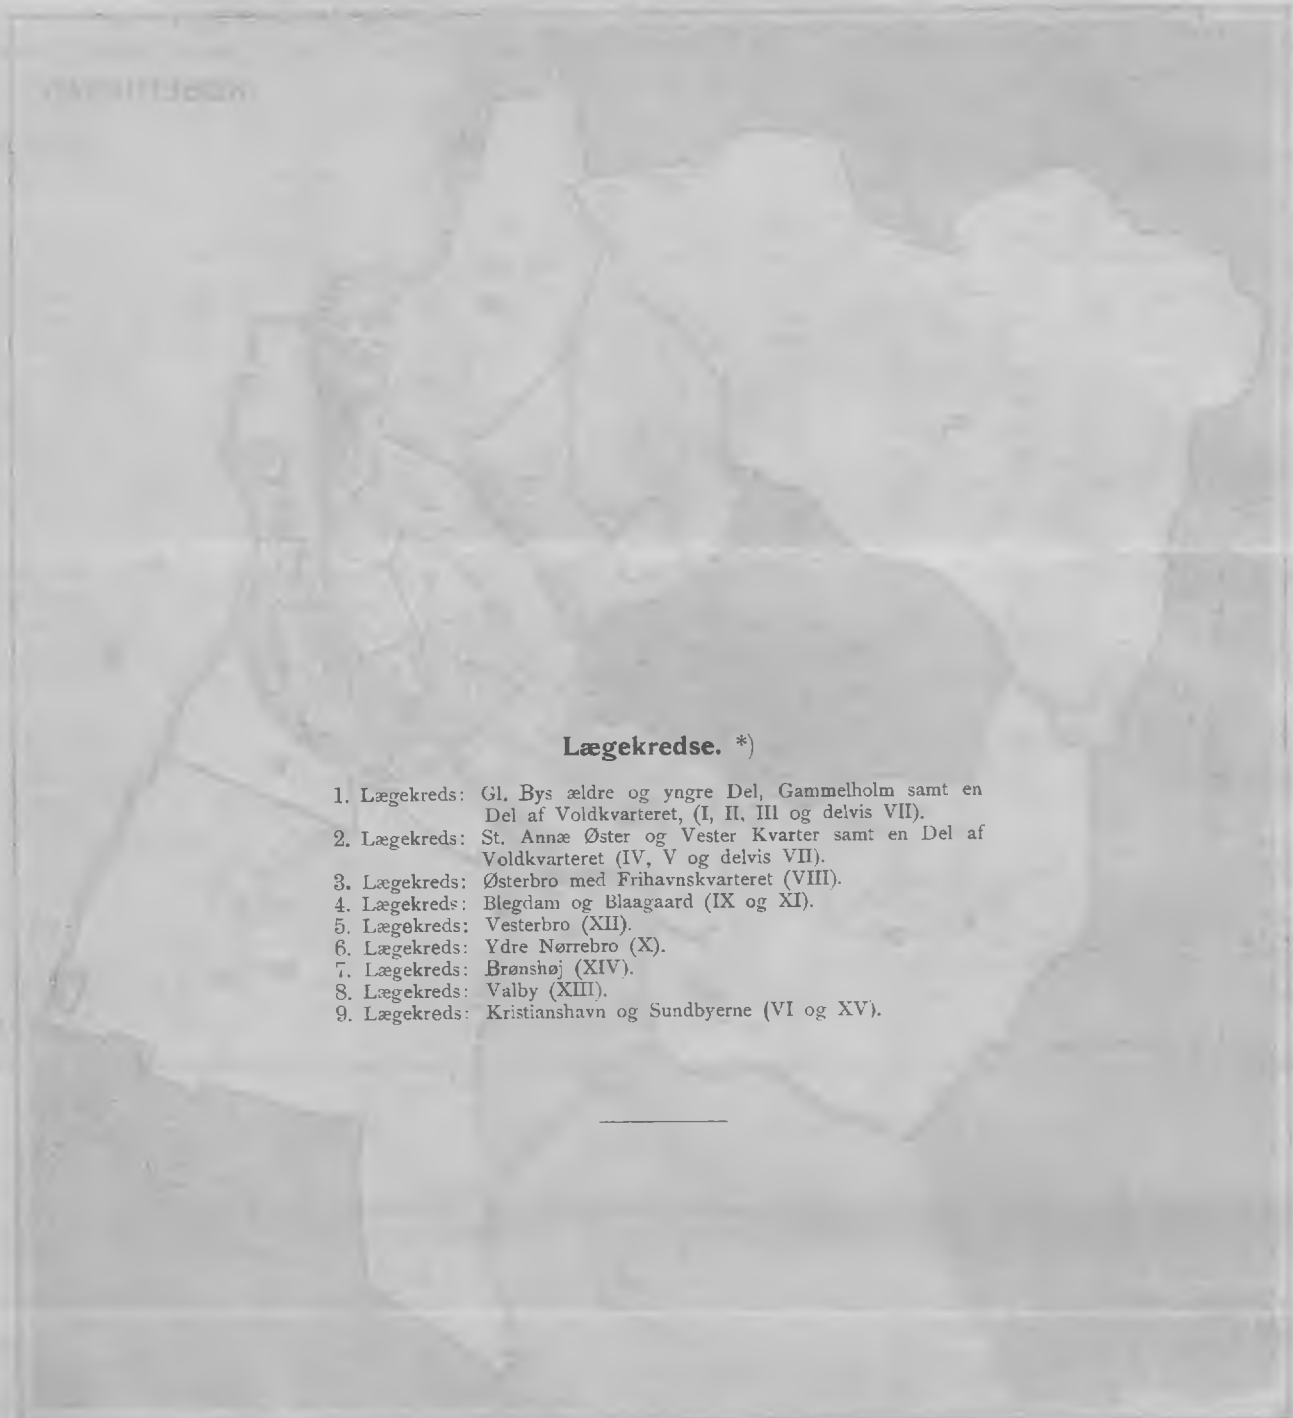 Lægekredse. *)
1. Lægekreds: Gl. Bys ældre og yngre Del, Gammelholm samt en
Del af Voldkvarteret, (I, II, III og delvis VII).
2. Lægekreds: St. Annæ Øster og Vester Kvarter samt en Del af
Voldkvarteret (IV, V og delvis VII).
3. Lægekreds: Østerbro med Frihavnskvarteret (VIII).
4. Lægekreds: Blegdam og Blaagaard (IX og XI).
5. Lægekreds: Vesterbro (XII).
6. Lægekreds: Ydre Nørrebro (X).
7. Lægekreds: Brønshøj (XIV).
8. Lægekreds: Valby (XIII).
9. Lægekreds: Kristianshavn og Sundbyerne (VI og XV).